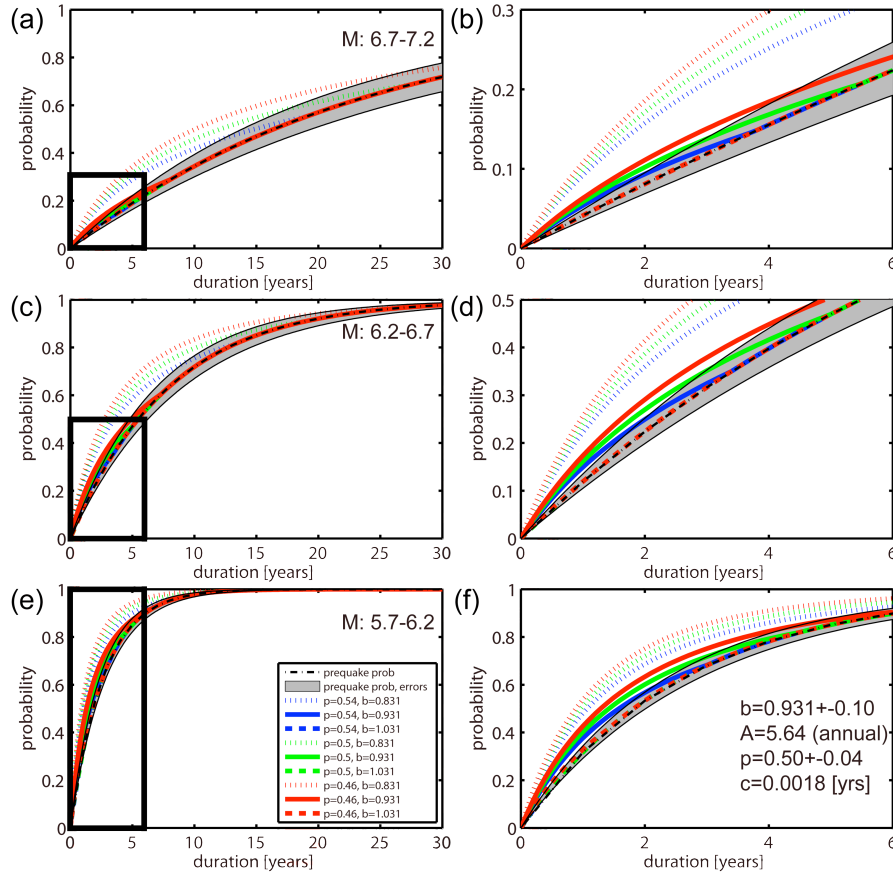 (a)
M: 6.7-7.2
probability
1
0.8
0.6
0.4
0.2
0
0 5 10 15 20 25 30
duration [years]
(b)
probability
0.3
0.2
0.1
0
0 2 4 6
duration [years]
(c)
M: 6.2-6.7
probability
1
0.8
0.6
0.4
0.2
0
0 5 10 15 20 25 30
duration [years]
(d)
probability
0.5
0.4
0.3
0.2
0.1
0
0 2 4 6
duration [years]
(e)
M: 5.7-6.2
probability
1
0.8
0.6
0.4
0.2
0
0 5 10 15 20 25 30
duration [years]
prequake prob
prequake prob, errors
p=0.54, b=0.831
p=0.54, b=0.931
p=0.54, b=1.031
p=0.5, b=0.831
p=0.5, b=0.931
p=0.5, b=1.031
p=0.46, b=0.831
p=0.46, b=0.931
p=0.46, b=1.031
(f)
probability
1
0.8
0.6
0.4
0.2
0
0 2 4 6
duration [years]
b=0.931+-0.10
A=5.64 (annual)
p=0.50+-0.04
c=0.0018 [yrs]